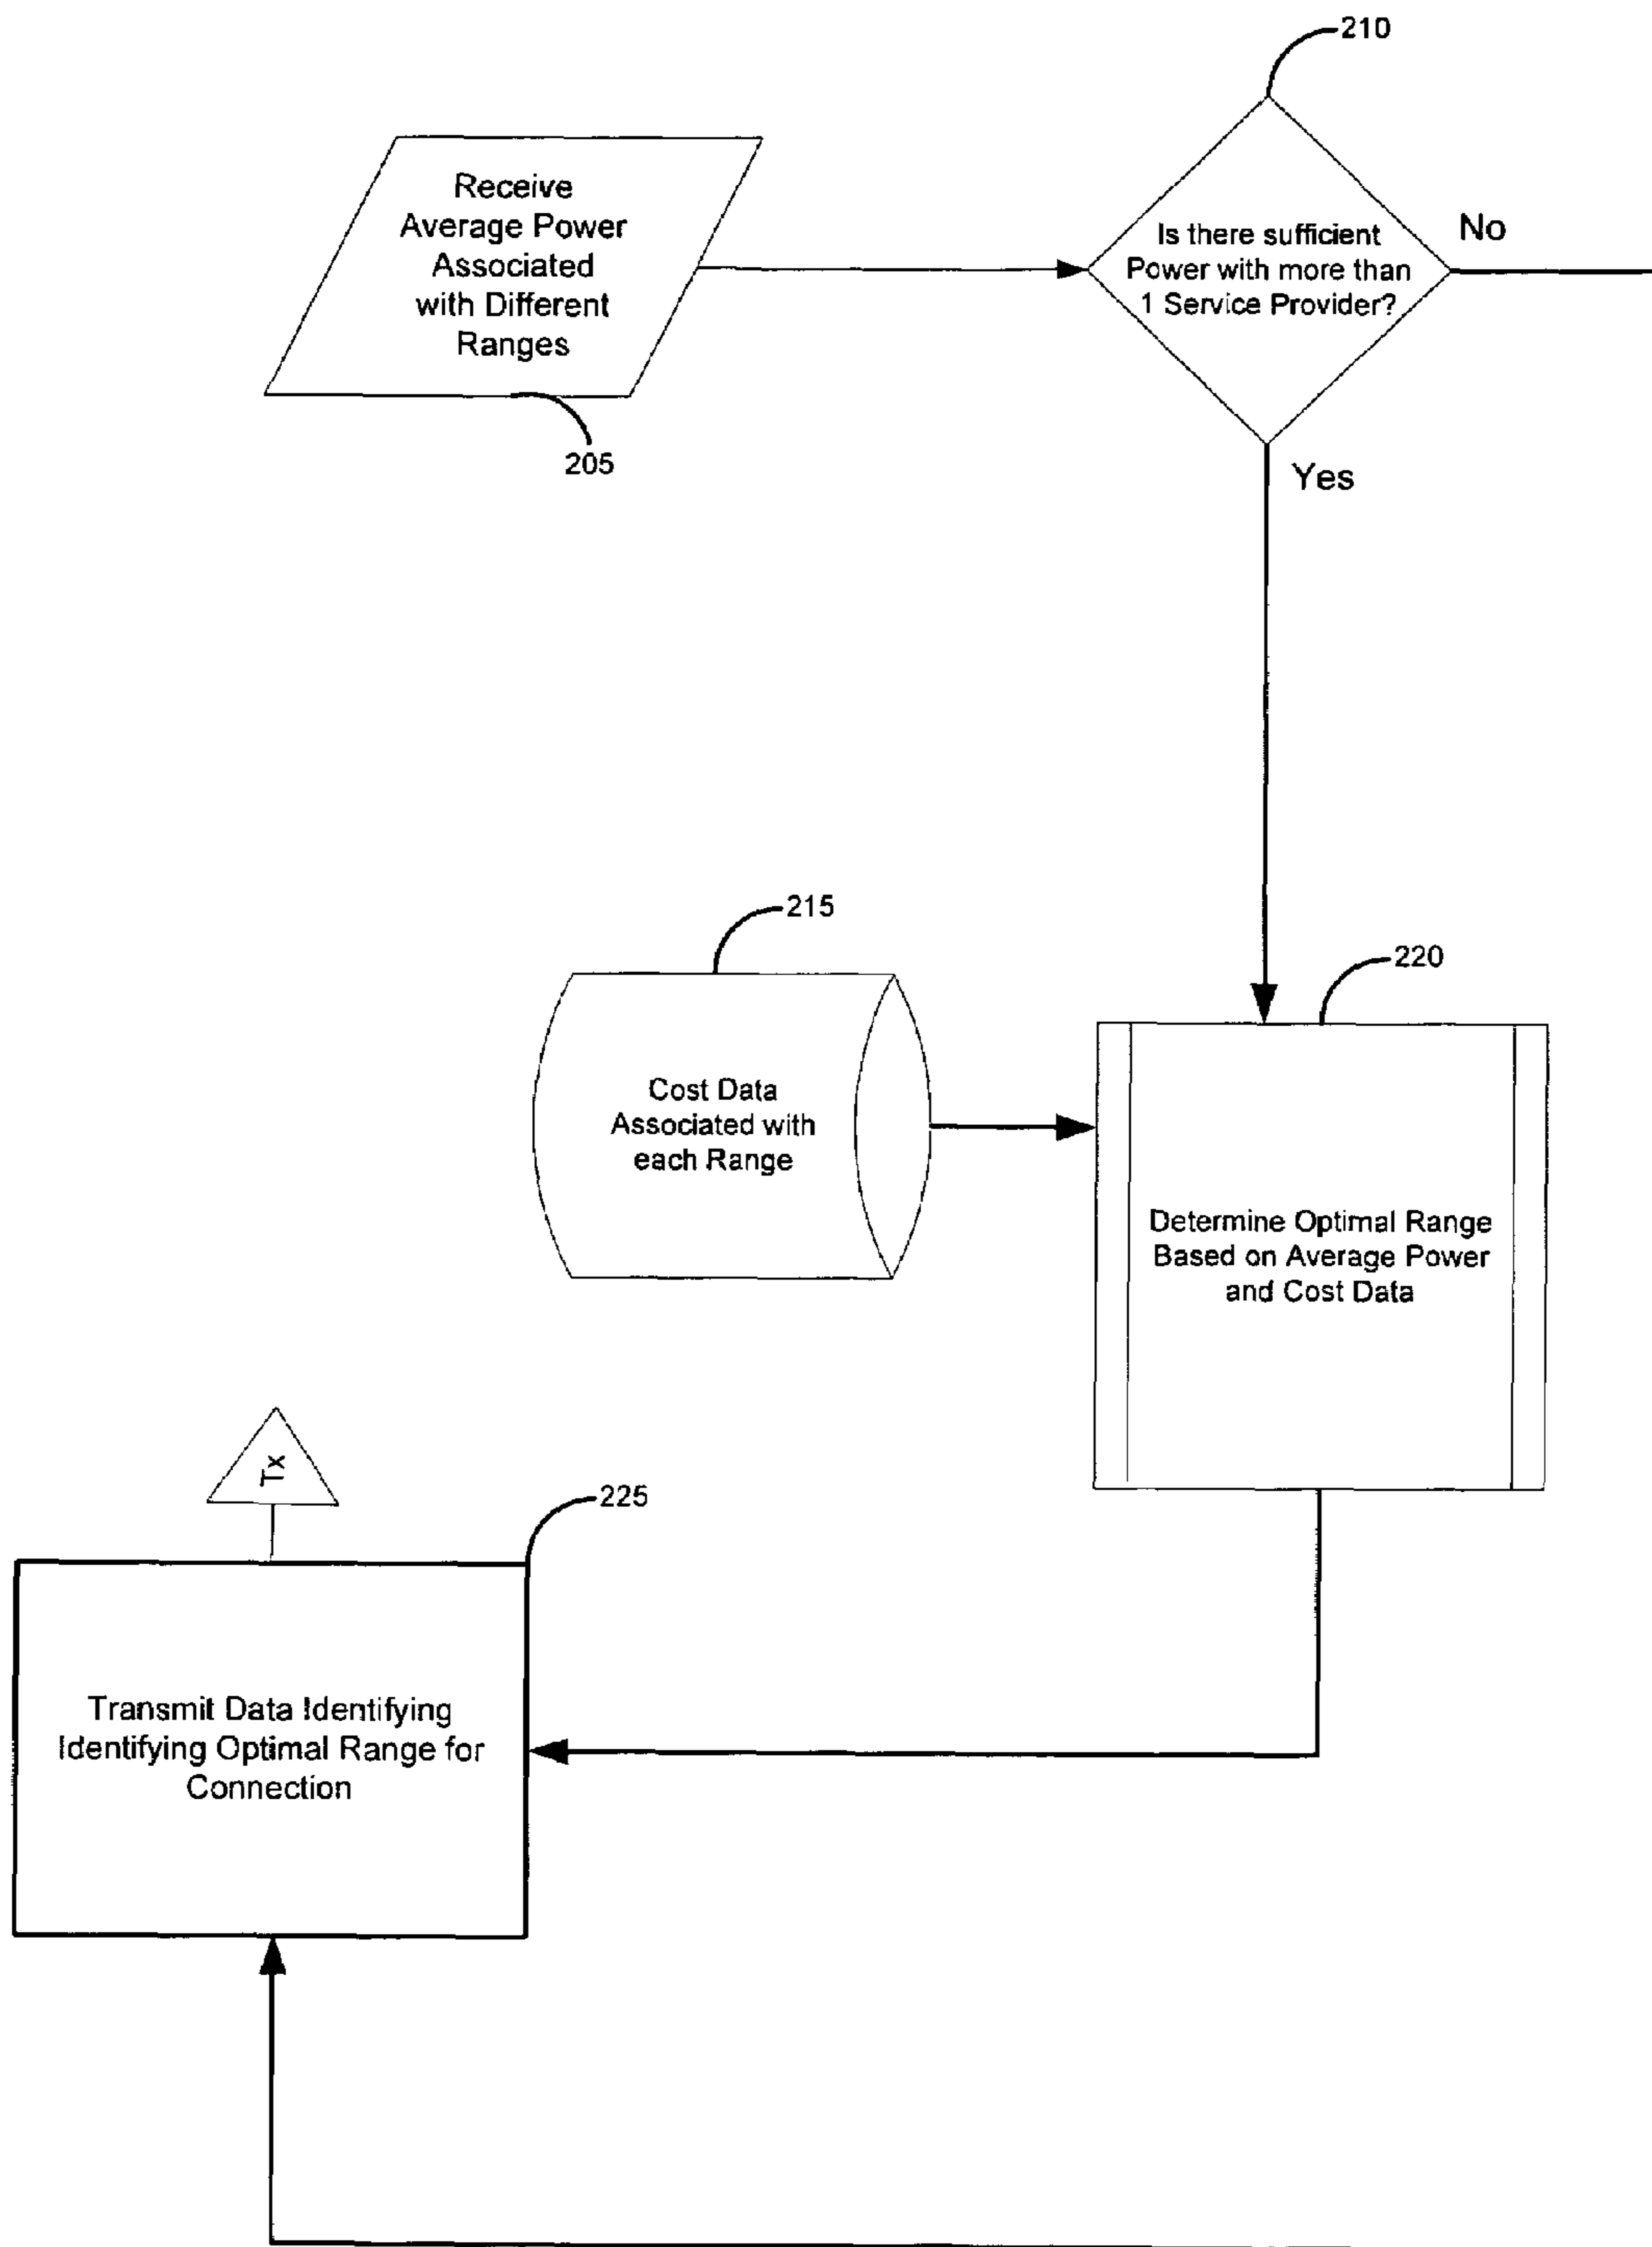 210
Receive
Average Power
Associated
with Different
Ranges
205
Is there sufficient
Power with more than
1 Service Provider?
No
Yes
215
Cost Data
Associated with
each Range
220
Determine Optimal Range
Based on Average Power
and Cost Data
Tx
225
Transmit Data Identifying
Identifying Optimal Range for
Connection